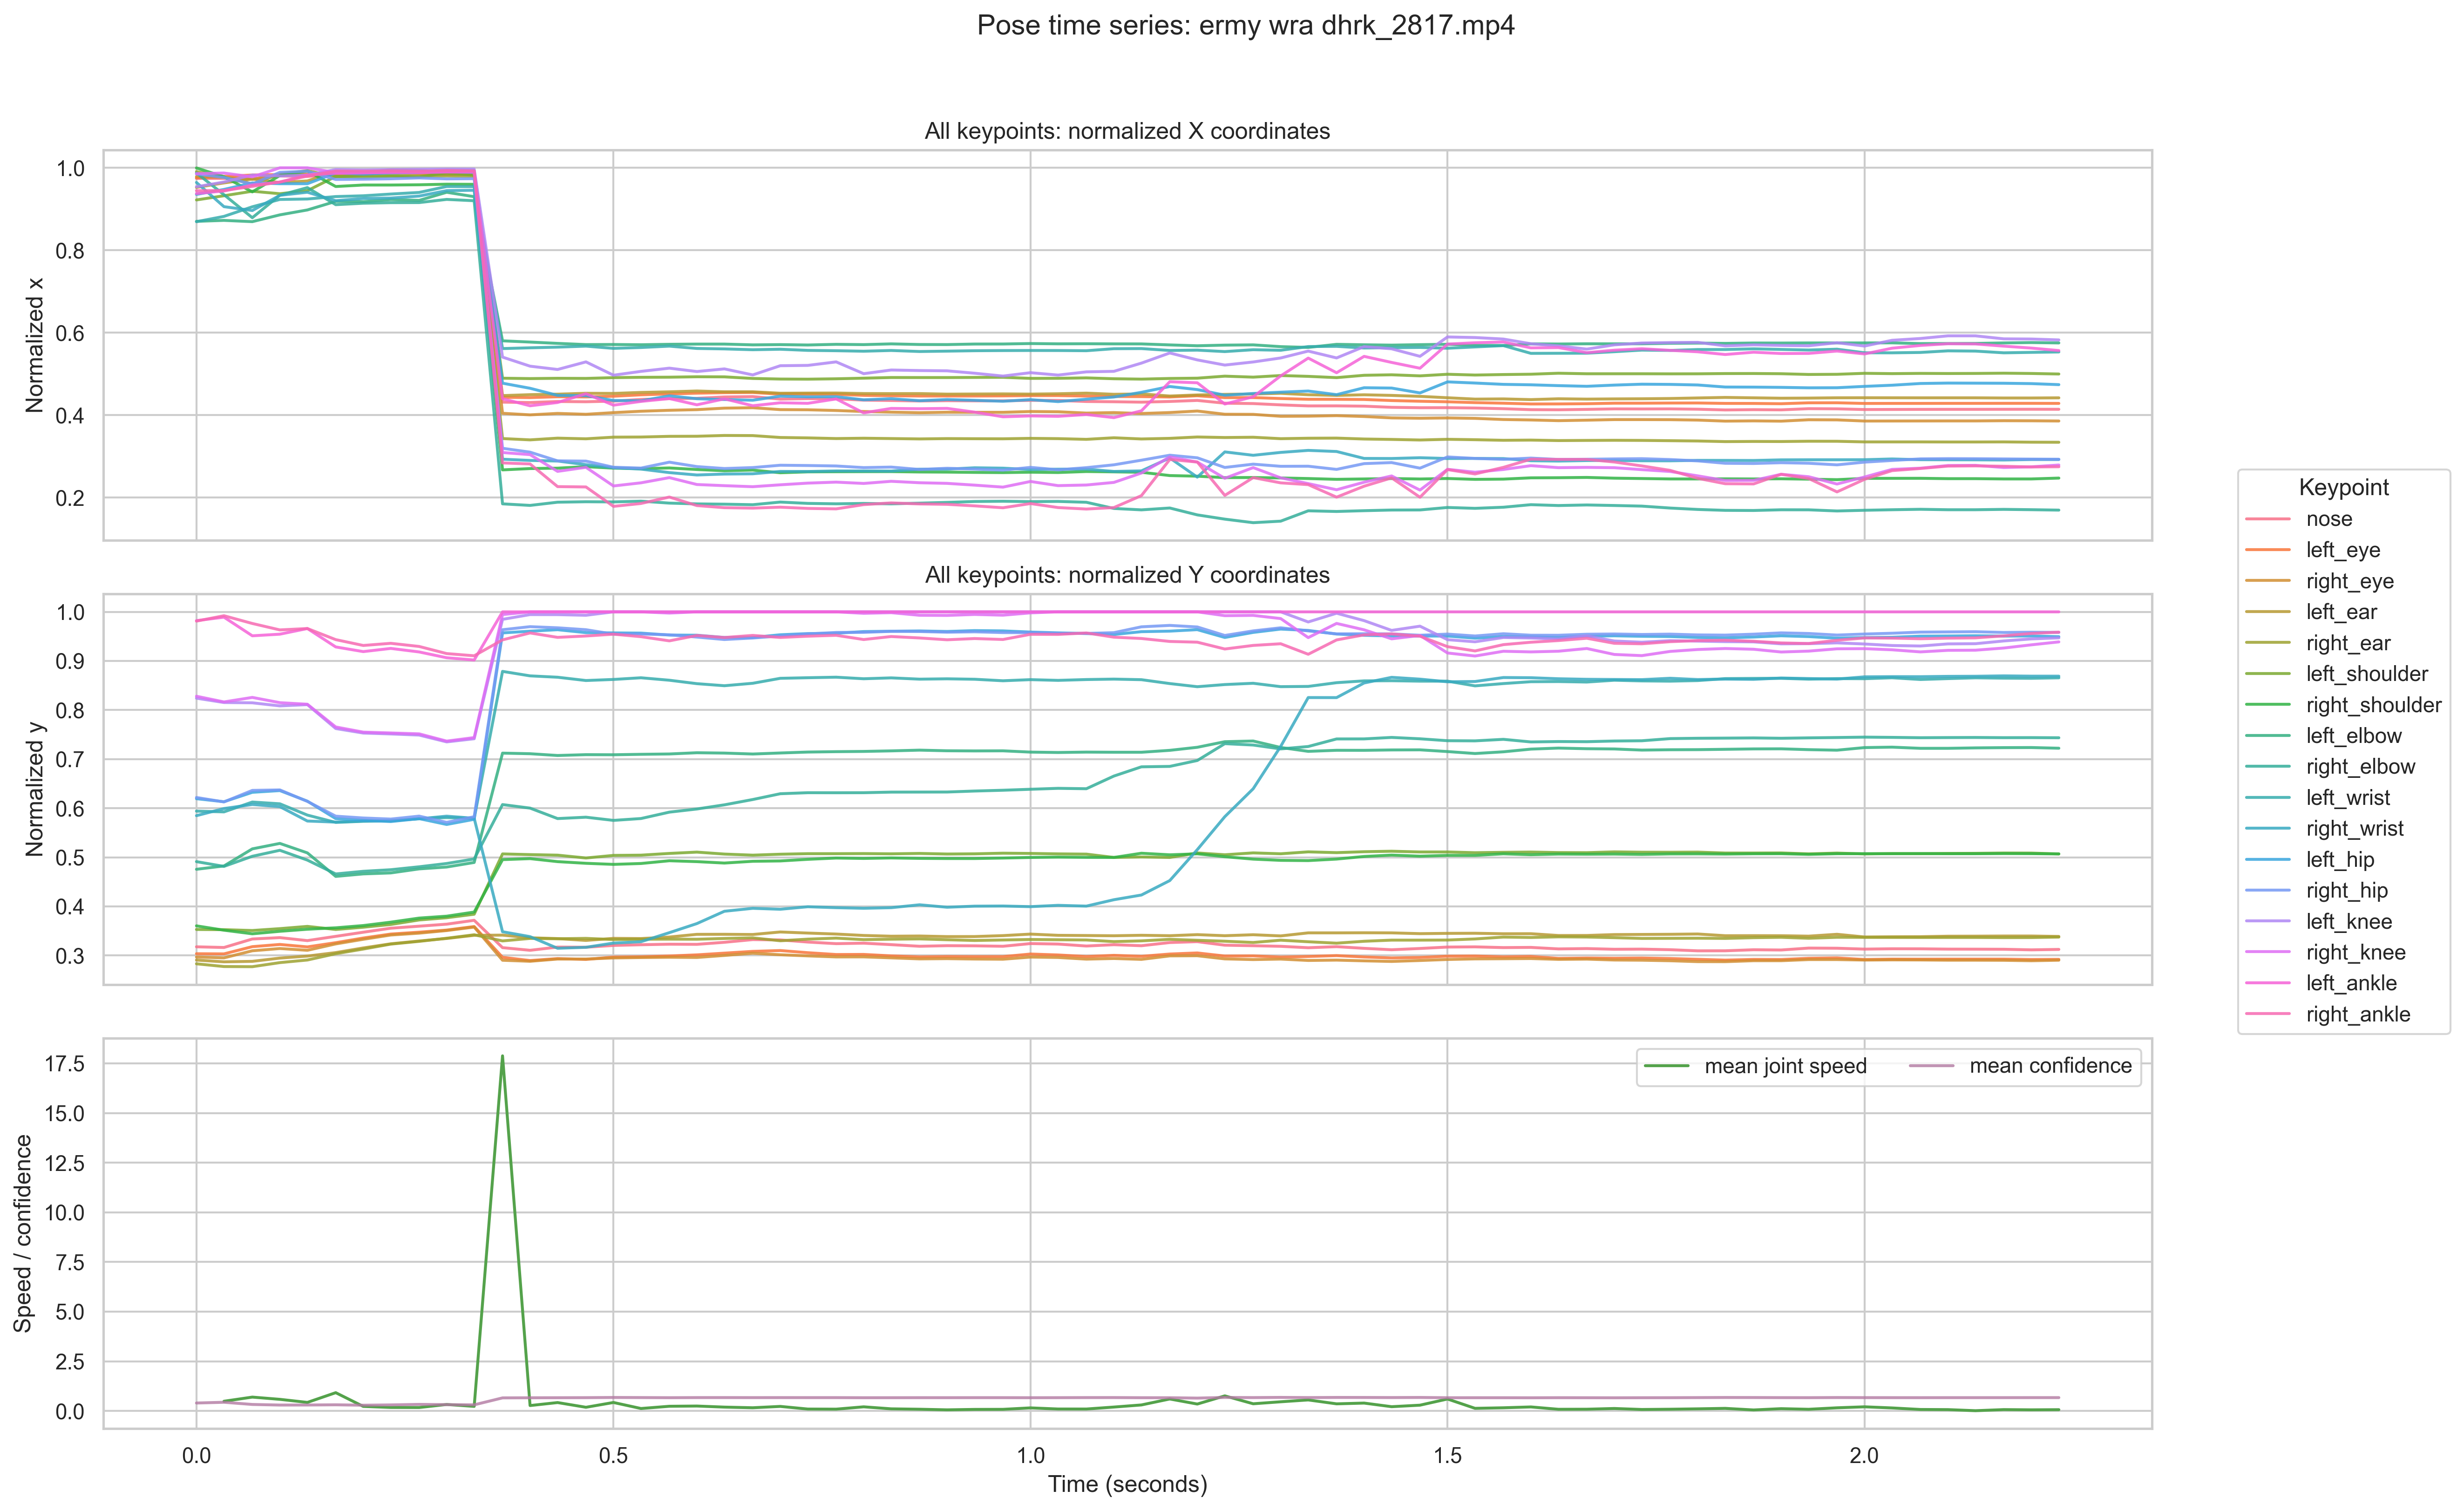 Pose time series: ermy wra dhrk_2817.mp4
All keypoints: normalized X coordinates
Normalized x
1.0
0.8
0.6
0.4
0.2
All keypoints: normalized Y coordinates
Normalized y
1.0
0.9
0.8
0.7
0.6
0.5
0.4
0.3
Speed / confidence
17.5
15.0
12.5
10.0
7.5
5.0
2.5
0.0
mean joint speed
mean confidence
0.0
0.5
1.0
1.5
2.0
Time (seconds)
Keypoint
nose
left_eye
right_eye
left_ear
right_ear
left_shoulder
right_shoulder
left_elbow
right_elbow
left_wrist
right_wrist
left_hip
right_hip
left_knee
right_knee
left_ankle
right_ankle